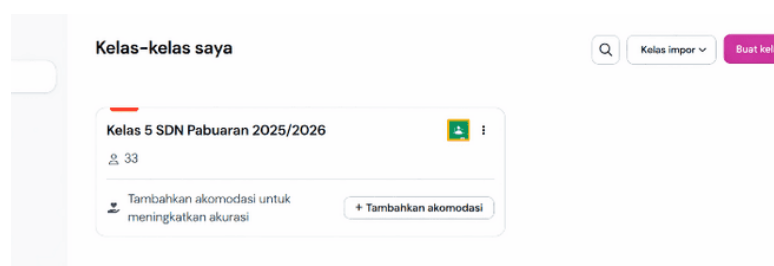 Kelas-kelas saya
Kelas impor
Buat
Kelas 5 SDN Pabuaran 2025/2026
33
Tambahkan akomodasi untuk
meningkatkan akurasi
+ Tambahkan akomodasi